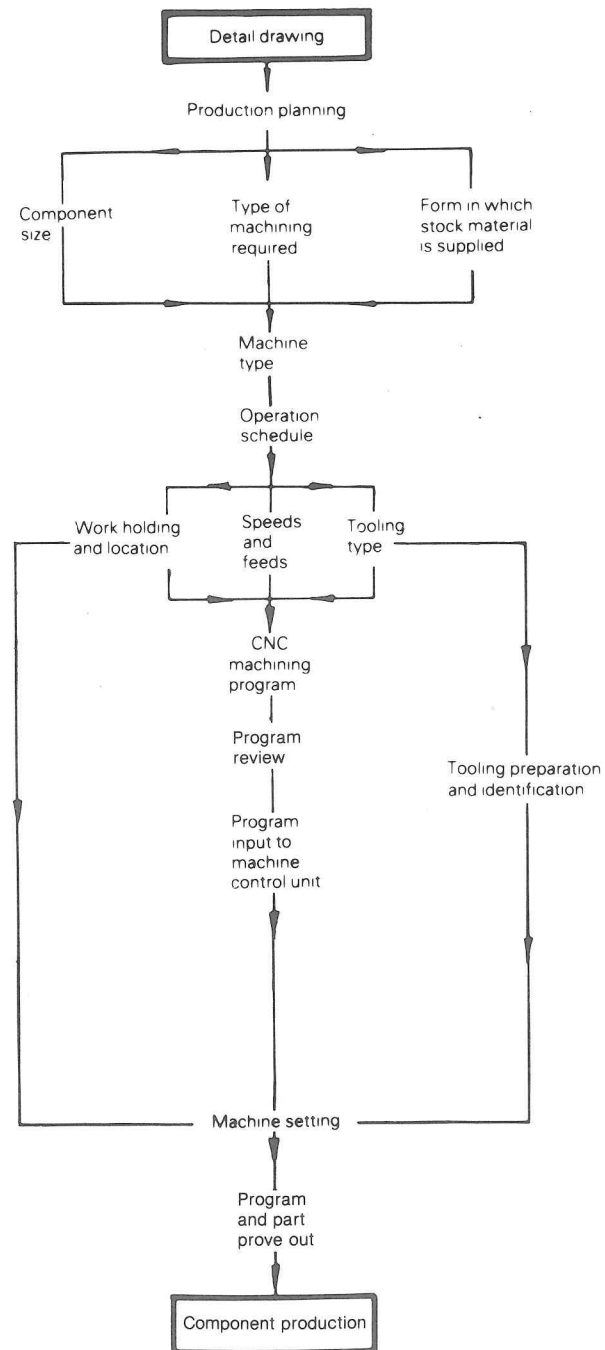 Detail drawing
Production planning
Component
size
Type of
machining
required
Form in which
stock material
is supplied
Machine
type
Operation
schedule
Work holding
and location
Speeds
and
feeds
Tooling
type
CNC
machining
program
Program
review
Tooling preparation
and identification
Program
input to
machine
control unit
Machine setting
Program
and part
prove out
Component production